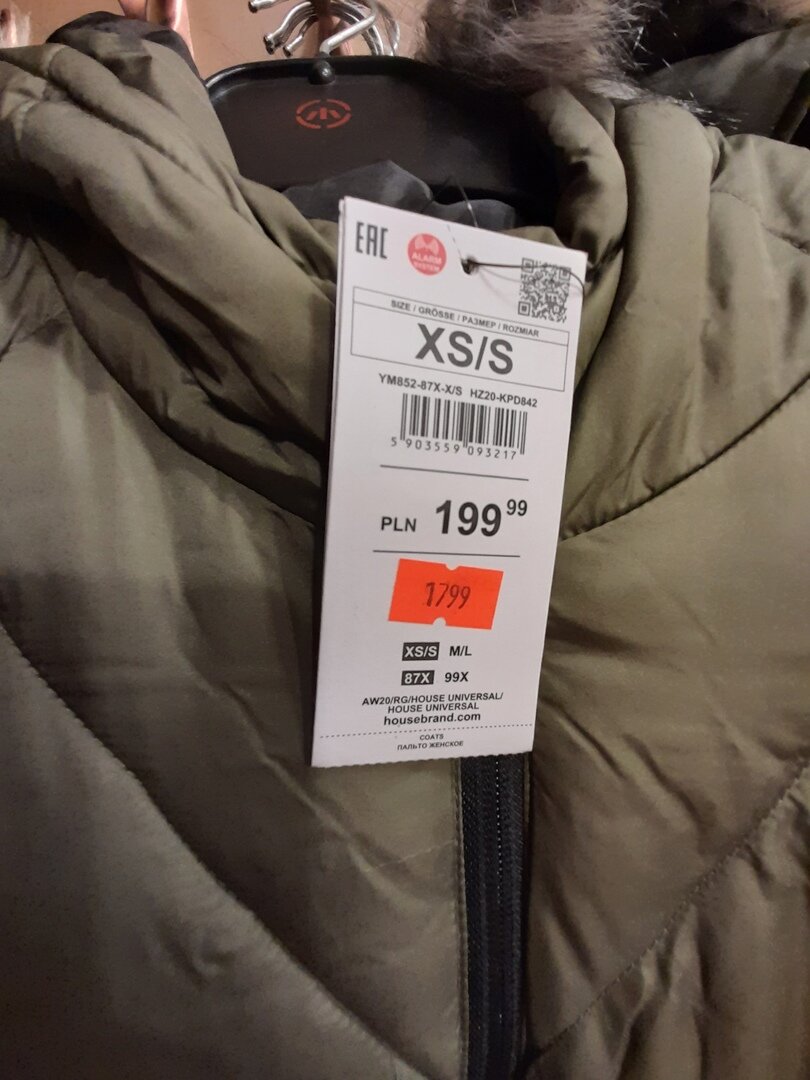 EAC
ALARM
SYSTEM
SIZE / GRÖSSE / РАЗМЕР / ROZMIAR
XS/S
YM852-87X-X/S HZ20-KPD842
5 903559 093217
PLN 199 99
1799
XS/S M/L
87X 99X
AW20/RG/HOUSE UNIVERSAL/
HOUSE UNIVERSAL
housebrand.com
COATS
ПАЛЬТО ЖЕНСКОЕ